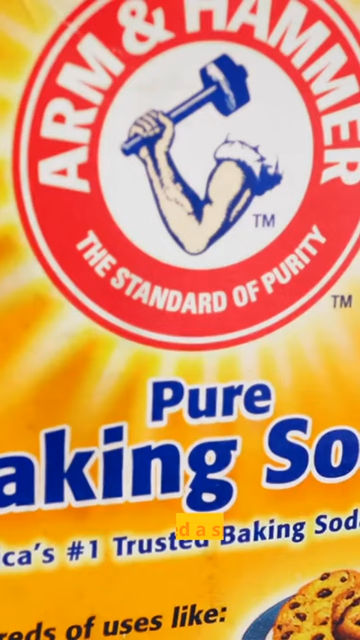 ARM & HAMMER
TM
THE STANDARD OF PURITY
TM
Pure
aking So
das
ca's #1 Trusted Baking Soda
eds of uses like: